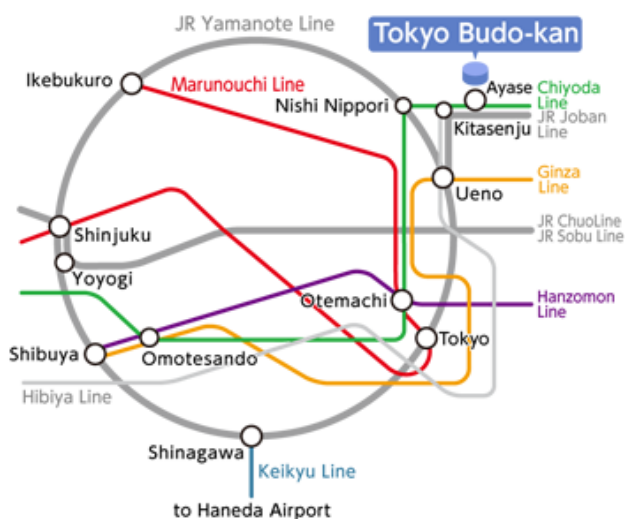 JR Yamanote Line
Tokyo Budo-kan
Ikebukuro
Marunouchi Line
Nishi Nippori
Ayase
Chiyoda
Line
Kitasenju
JR Joban
Line
Ueno
Ginza
Line
Shinjuku
JR ChuoLine
JR Sobu Line
Yoyogi
Otemachi
Hanzomon
Line
Tokyo
Shibuya
Omotesando
Hibiya Line
Shinagawa
Keikyu Line
to Haneda Airport